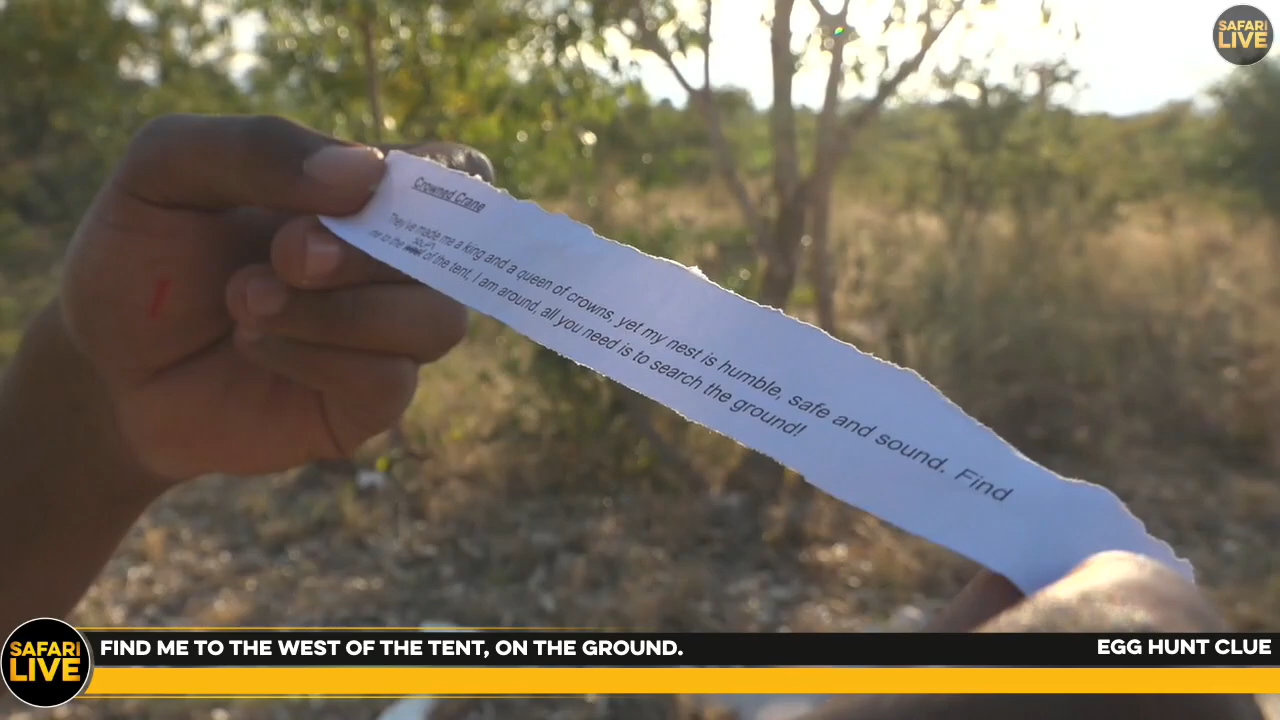 SAFARI
LIVE
Crowned Crane
They've made me a king and a queen of crowns, yet my nest is humble, safe and sound. Find
south
me to the west of the tent, I am around, all you need is to search the ground!
SAFARI
LIVE
FIND ME TO THE WEST OF THE TENT, ON THE GROUND.
EGG HUNT CLUE